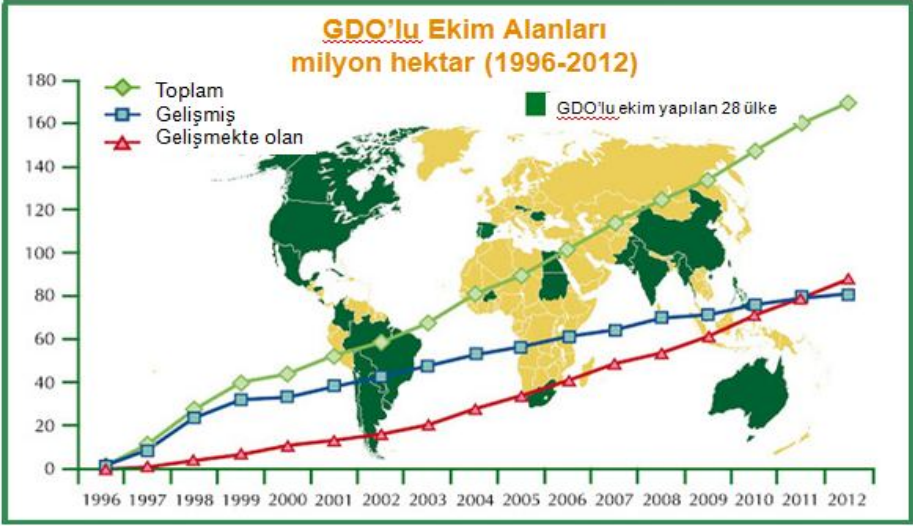 GDO'lu Ekim Alanları
milyon hektar (1996-2012)
Toplam
Gelişmiş
Gelişmekte olan
GDO'lu ekim yapılan 28 ülke
180
160
140
120
100
80
60
40
20
0
1996 1997 1998 1999 2000 2001 2002 2003 2004 2005 2006 2007 2008 2009 2010 2011 2012